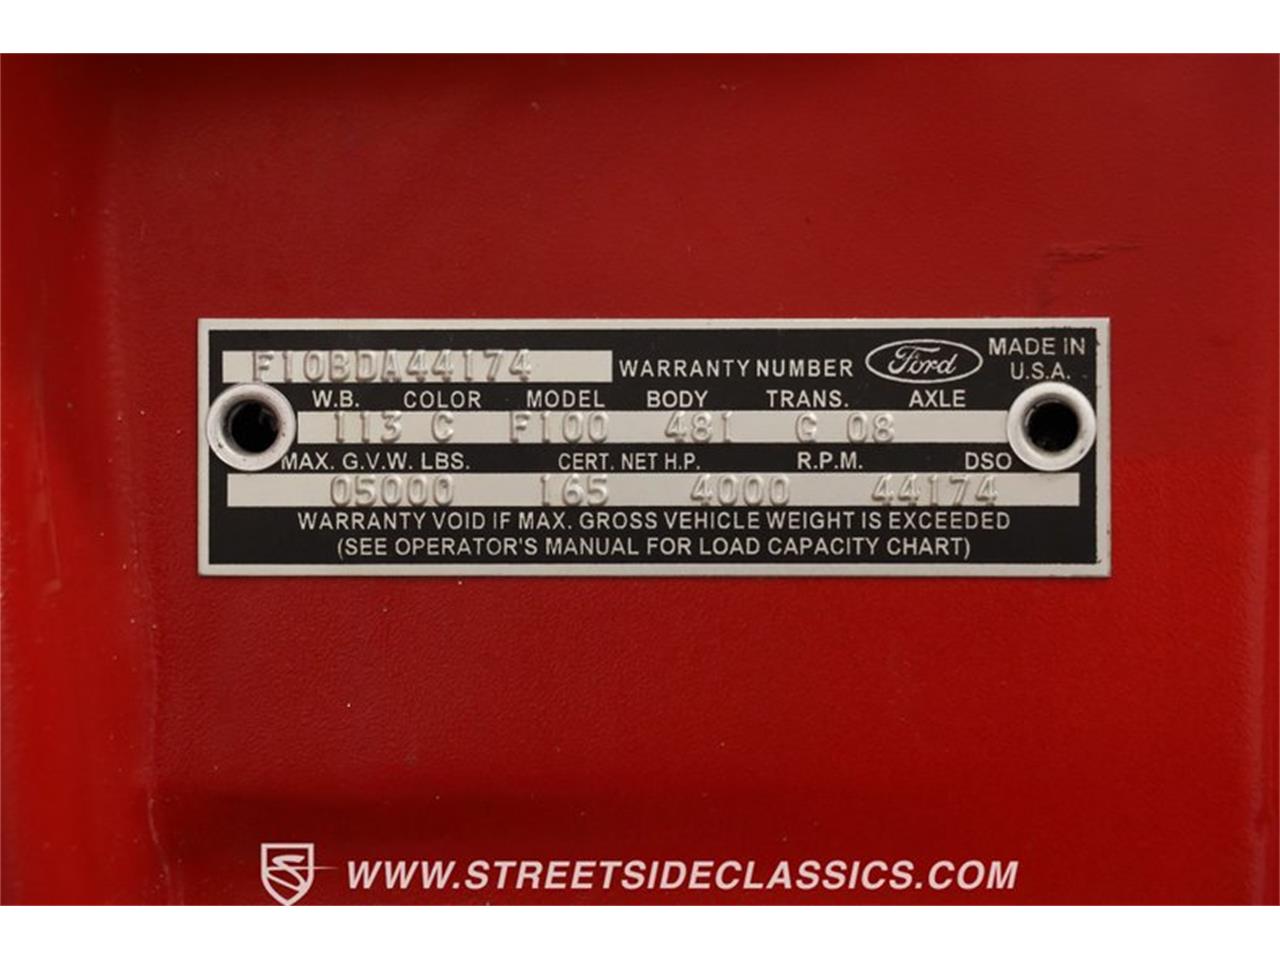 F10BDA44174 WARRANTY NUMBER Ford MADE IN U.S.A.
W.B. COLOR MODEL BODY TRANS. AXLE
113 C F100 481 G 08
MAX. G.V.W. LBS. CERT. NET H.P. R.P.M. DSO
05000 165 4000 44174
WARRANTY VOID IF MAX. GROSS VEHICLE WEIGHT IS EXCEEDED
(SEE OPERATOR'S MANUAL FOR LOAD CAPACITY CHART)
WWW.STREETSIDECLASSICS.COM